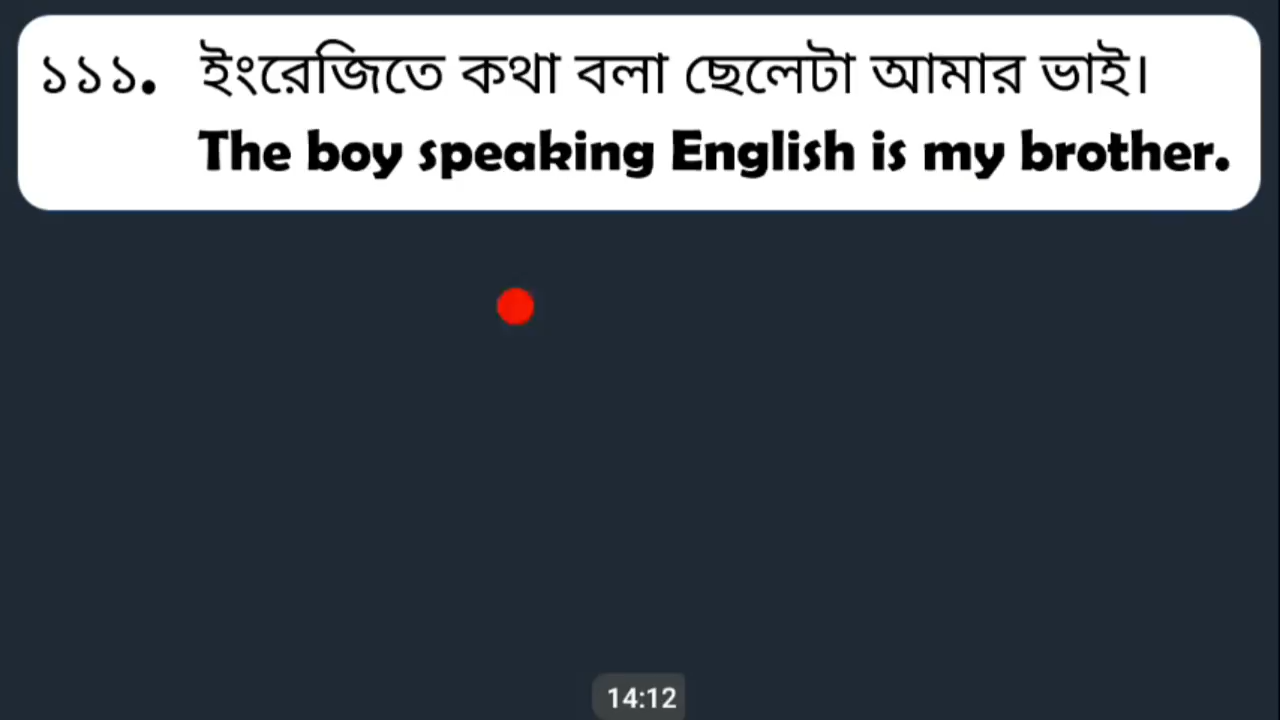 ১১১. ইংরেজিতে কথা বলা ছেলেটা আমার ভাই।
The boy speaking English is my brother.
14:12